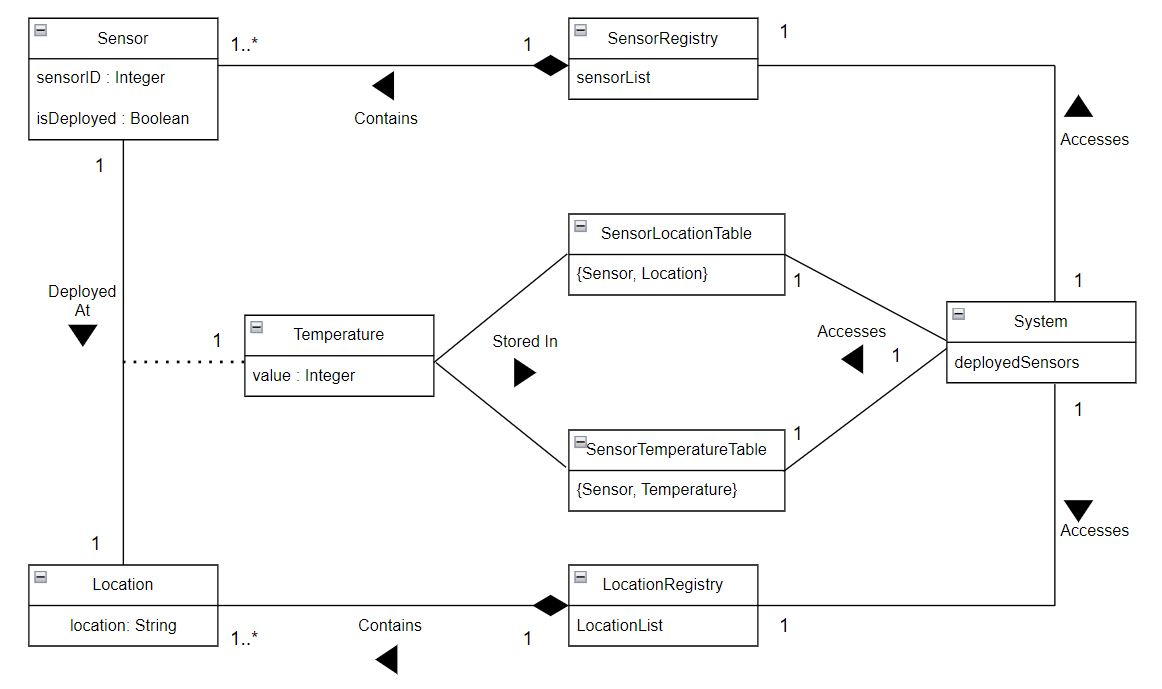 Sensor
sensorID : Integer
isDeployed : Boolean
1..*
1
Contains
SensorRegistry
sensorList
1
Accesses
1
Deployed
At
1
SensorLocationTable
{Sensor, Location}
1
Temperature
value : Integer
Stored In
Accesses
1
1
System
deployedSensors
1
SensorTemperatureTable
{Sensor, Temperature}
1
Accesses
1
Location
location: String
1..*
Contains
1
LocationRegistry
LocationList
1